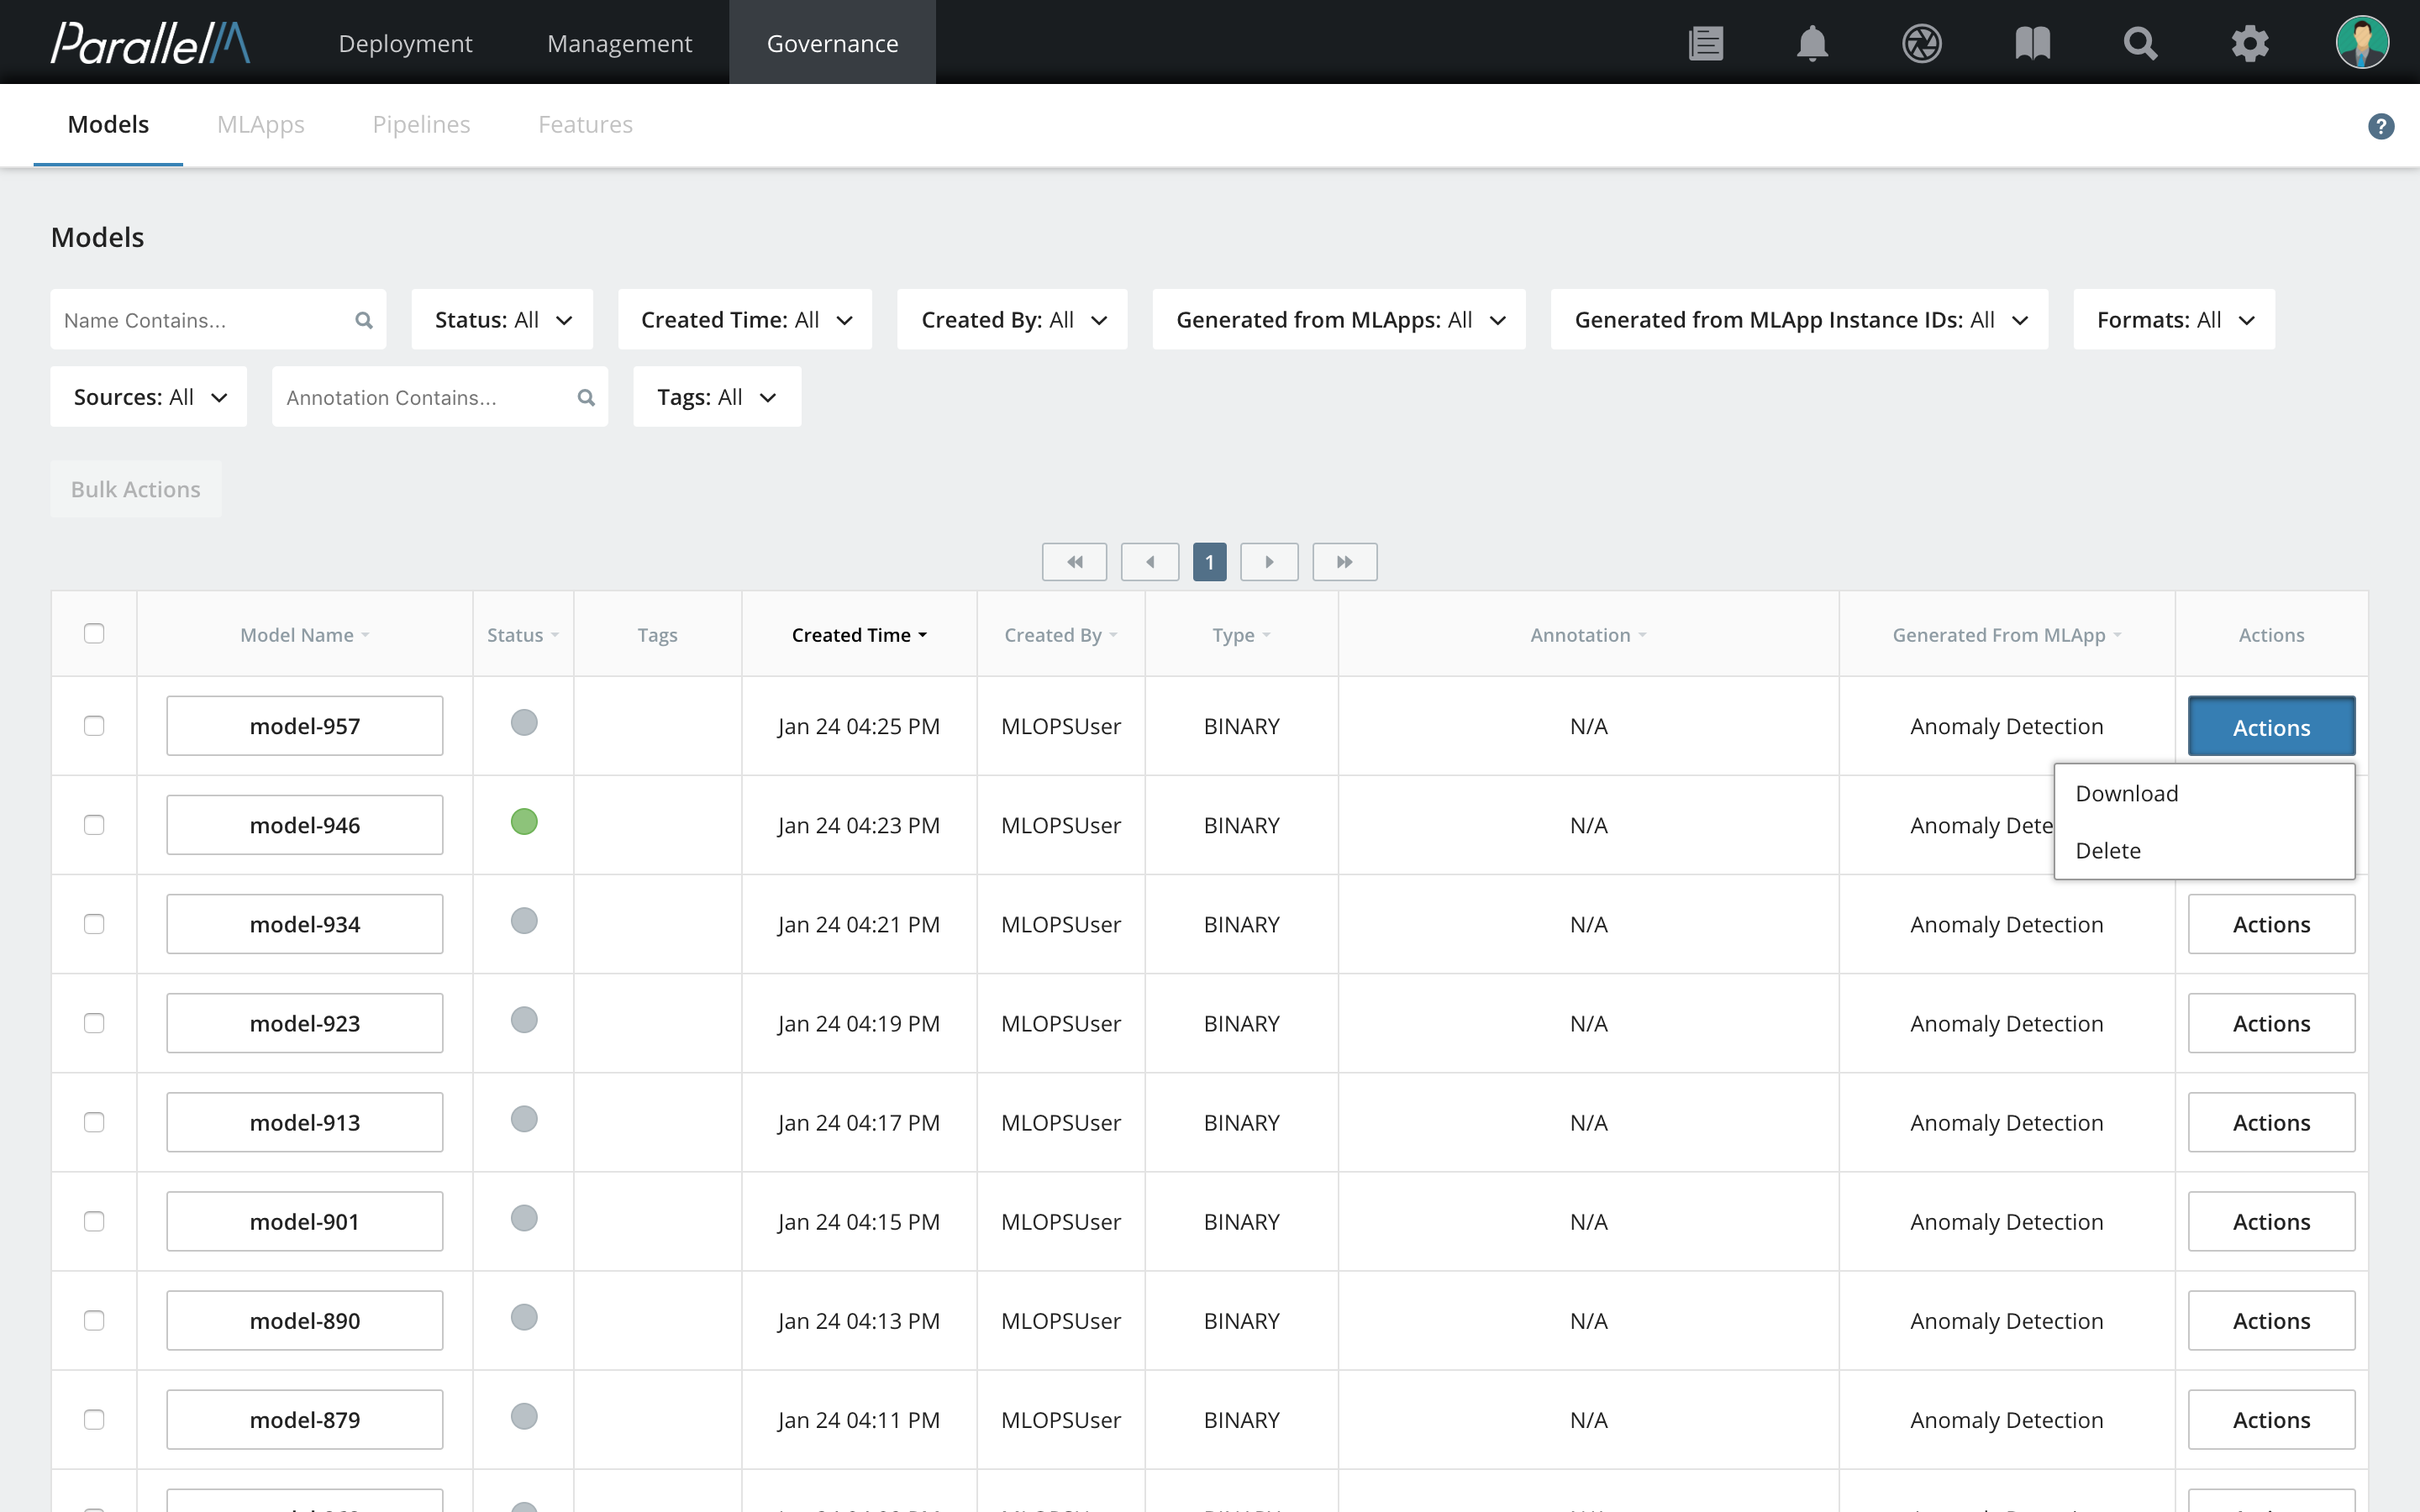 ParallelM Deployment Management Governance
Models MLApps Pipelines Features ?
Models
Name Contains... Status: All Created Time: All Created By: All Generated from MLApps: All Generated from MLApp Instance IDs: All Formats: All
Sources: All Annotation Contains... Tags: All
Bulk Actions
1
Model Name Status Tags Created Time Created By Type Annotation Generated From MLApp Actions
model-957 Jan 24 04:25 PM MLOPSUser BINARY N/A Anomaly Detection Actions
Download
model-946 Jan 24 04:23 PM MLOPSUser BINARY N/A Anomaly Dete
Delete
model-934 Jan 24 04:21 PM MLOPSUser BINARY N/A Anomaly Detection Actions
model-923 Jan 24 04:19 PM MLOPSUser BINARY N/A Anomaly Detection Actions
model-913 Jan 24 04:17 PM MLOPSUser BINARY N/A Anomaly Detection Actions
model-901 Jan 24 04:15 PM MLOPSUser BINARY N/A Anomaly Detection Actions
model-890 Jan 24 04:13 PM MLOPSUser BINARY N/A Anomaly Detection Actions
model-879 Jan 24 04:11 PM MLOPSUser BINARY N/A Anomaly Detection Actions